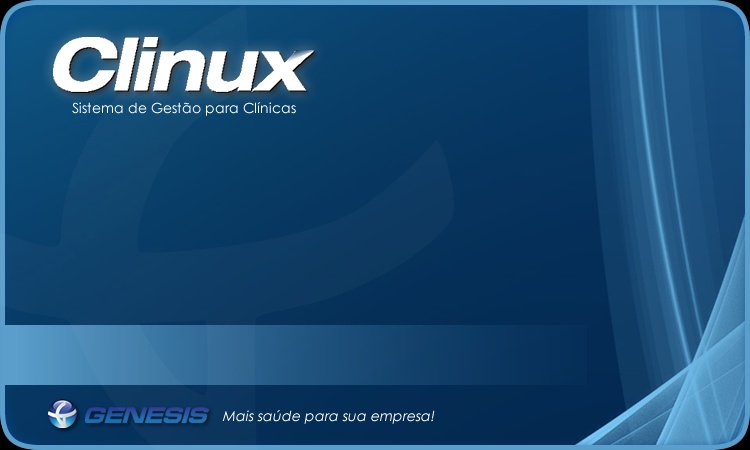 Clinux
Sistema de Gestão para Clínicas
GENESIS Mais saúde para sua empresa!